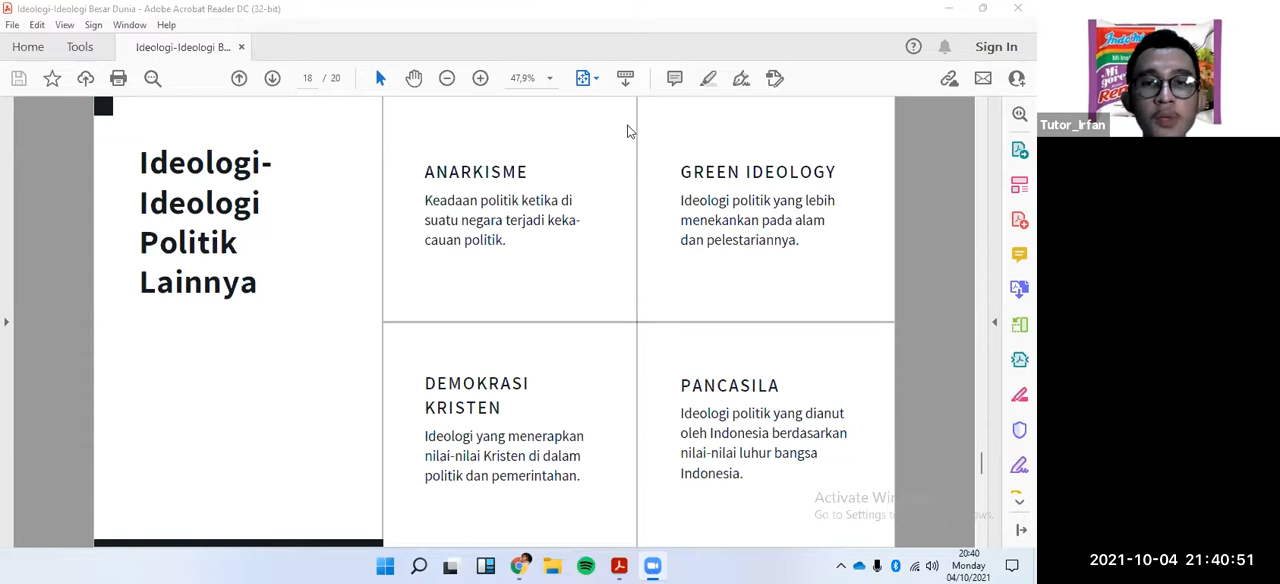 Ideologi-Ideologi Besar Dunia - Adobe Acrobat Reader DC (32-bit)
File Edit View Sign Window Help
Home Tools Ideologi-Ideologi B... × Sign In
18 / 20 47,9%
Ideologi-
Ideologi
Politik
Lainnya
ANARKISME
Keadaan politik ketika di
suatu negara terjadi keka-
cauan politik.
GREEN IDEOLOGY
Ideologi politik yang lebih
menekankan pada alam
dan pelestariannya.
DEMOKRASI
KRISTEN
Ideologi yang menerapkan
nilai-nilai Kristen di dalam
politik dan pemerintahan.
PANCASILA
Ideologi politik yang dianut
oleh Indonesia berdasarkan
nilai-nilai luhur bangsa
Indonesia.
Activate Win
Go to Settings
Indomie
Mi
goreng
Tutor_Irfan
20:40
Monday
04/10/2021
2021-10-04 21:40:51